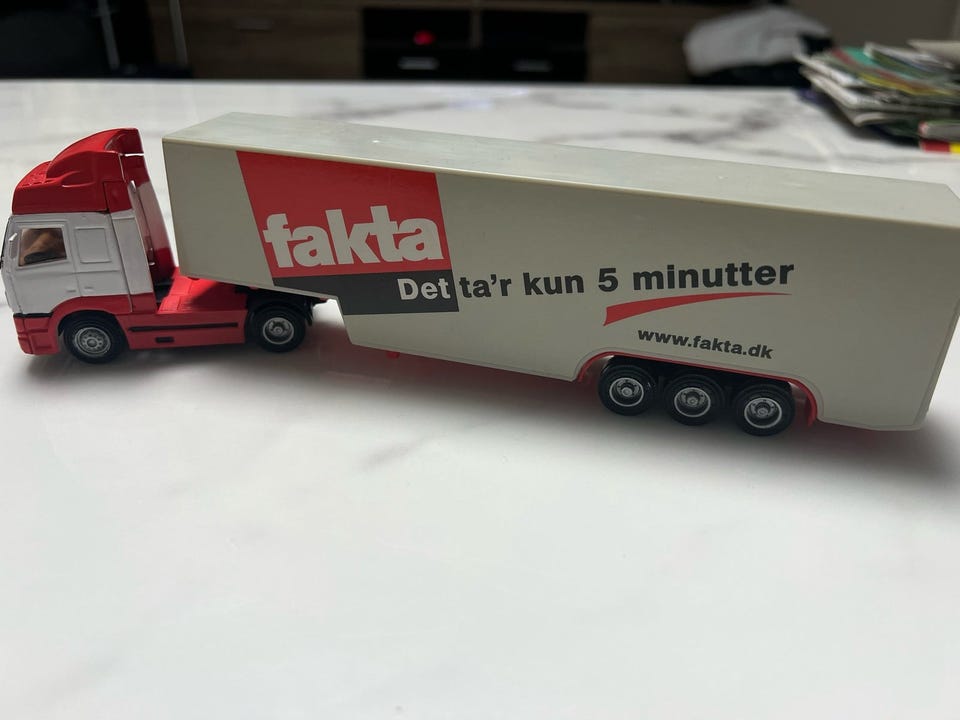 fakta
Det ta'r kun 5 minutter
www.fakta.dk